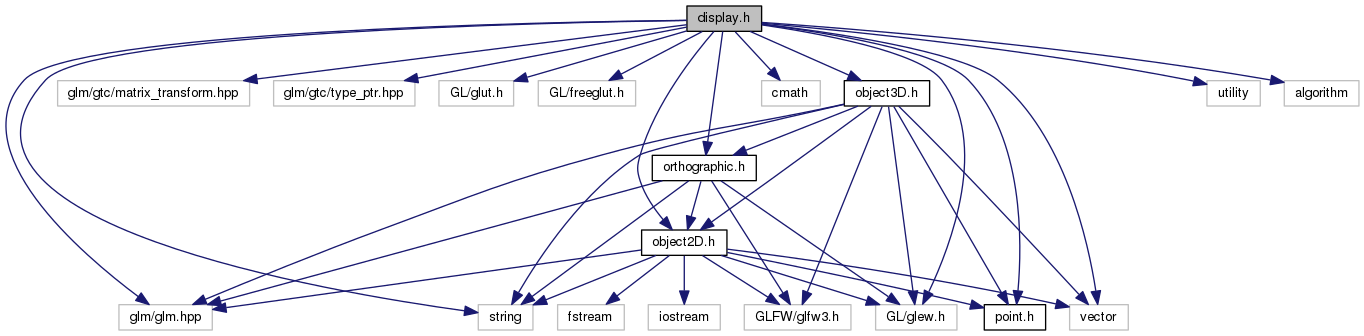 display.h
glm/gtc/matrix_transform.hpp
glm/gtc/type_ptr.hpp
GL/glut.h
GL/freeglut.h
cmath
object3D.h
utility
algorithm
orthographic.h
object2D.h
glm/glm.hpp
string
fstream
iostream
GLFW/glfw3.h
GL/glew.h
point.h
vector